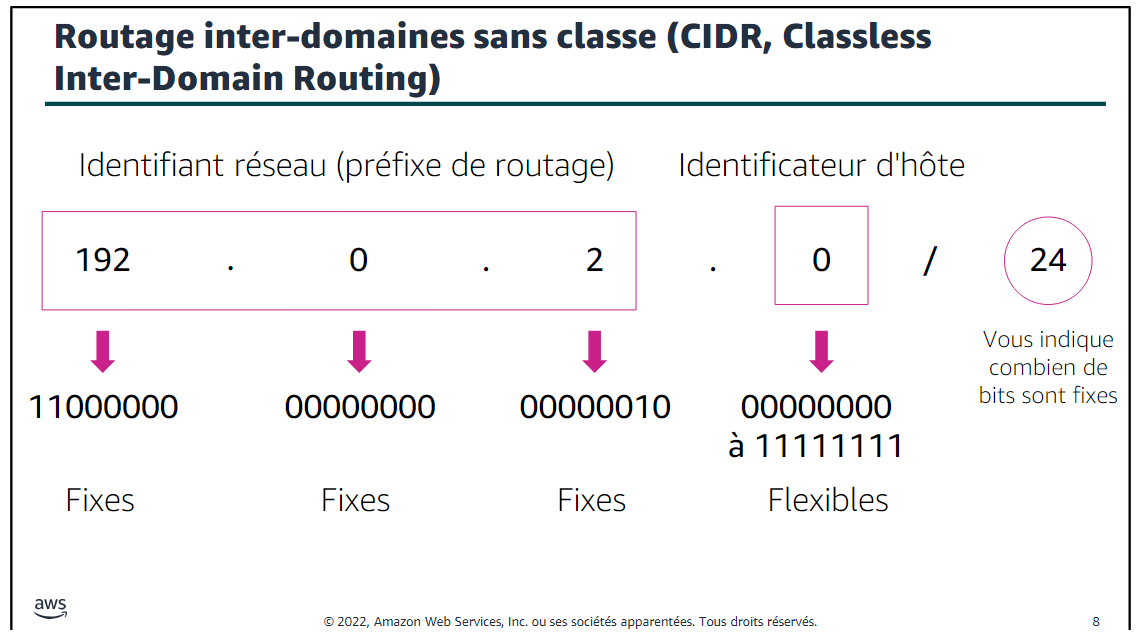 Routage inter-domaines sans classe (CIDR, Classless
Inter-Domain Routing)
Identifiant réseau (préfixe de routage) Identificateur d'hôte
192 . 0 . 2 . 0 / 24
Vous indique
combien de
bits sont fixes
11000000 00000000 00000010 00000000
à 11111111
Fixes Fixes Fixes Flexibles
aws
© 2022, Amazon Web Services, Inc. ou ses sociétés apparentées. Tous droits réservés. 8